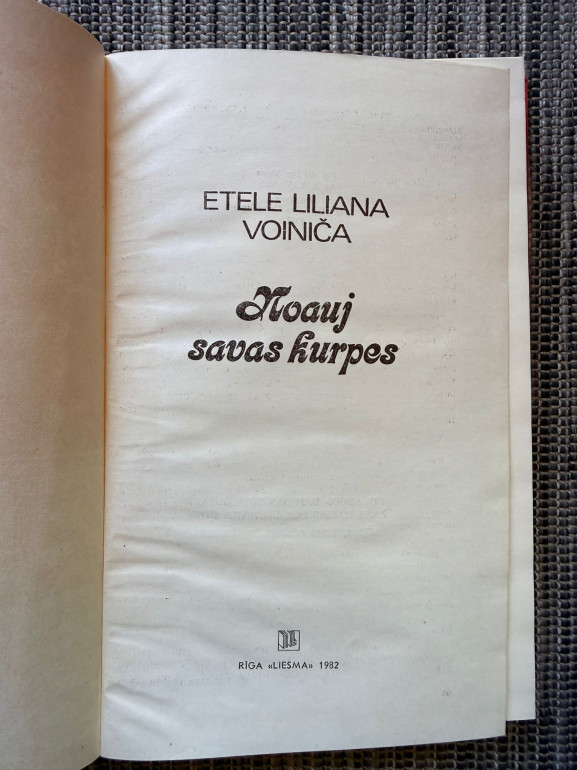 ETELE LILIANA
VOINIČA
Noauj
savas kurpes
RĪGA «LIESMA» 1982